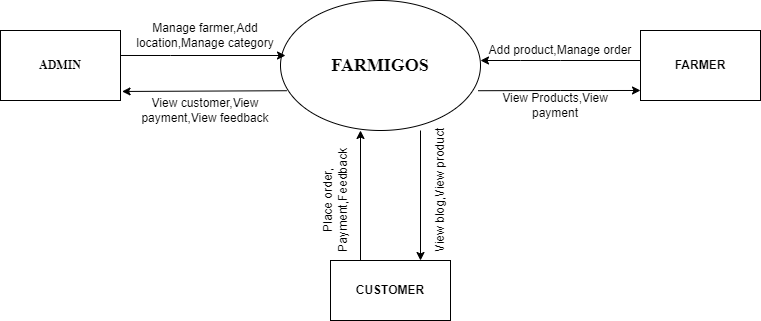 Manage farmer,Add
location,Manage category
ADMIN
View customer,View
payment,View feedback
FARMIGOS
Add product,Manage order
FARMER
View Products,View
payment
Place order,
Payment,Feedback
View blog,View product
CUSTOMER